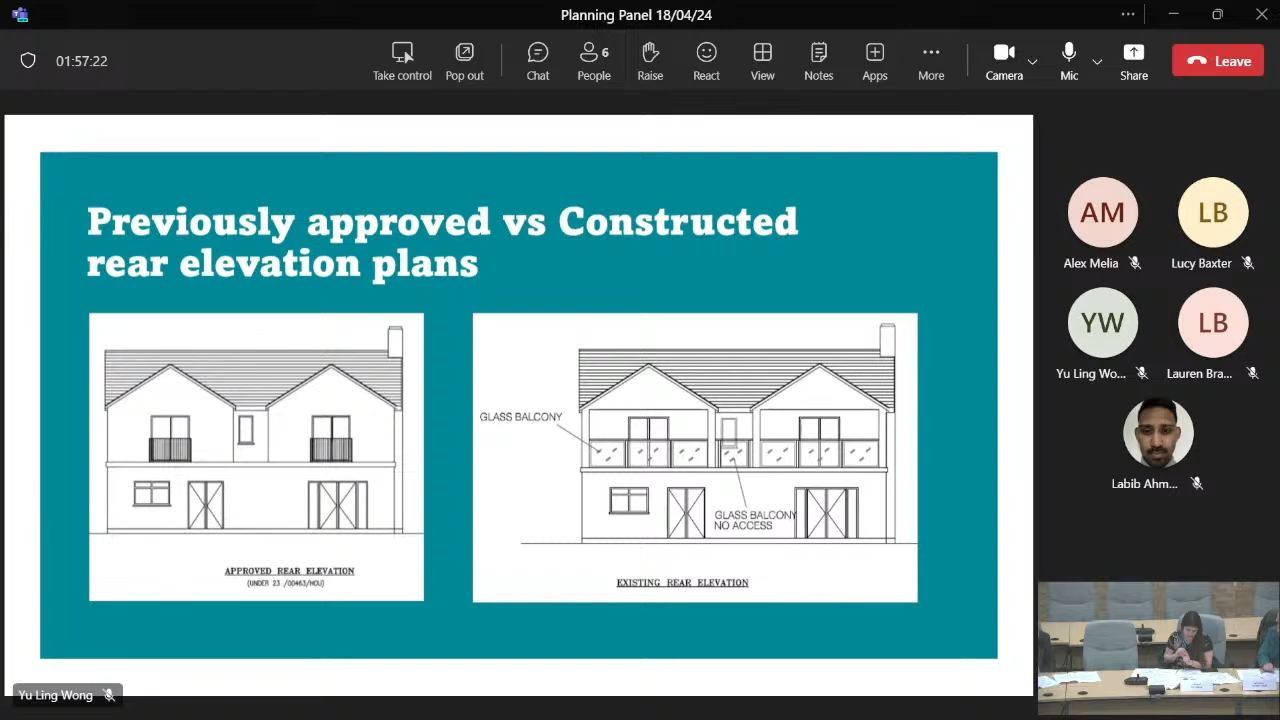 Planning Panel 18/04/24
01:57:22
Take control
Pop out
Chat
6
People
Raise
React
View
Notes
Apps
More
Camera
Mic
Share
Leave
Previously approved vs Constructed
rear elevation plans
APPROVED REAR ELEVATION
(UNDER 23 /00463/HOU)
GLASS BALCONY
GLASS BALCONY
NO ACCESS
EXISTING REAR ELEVATION
AM
Alex Melia
LB
Lucy Baxter
YW
Yu Ling Wo...
LB
Lauren Bra...
Labib Ahm...
Yu Ling Wong